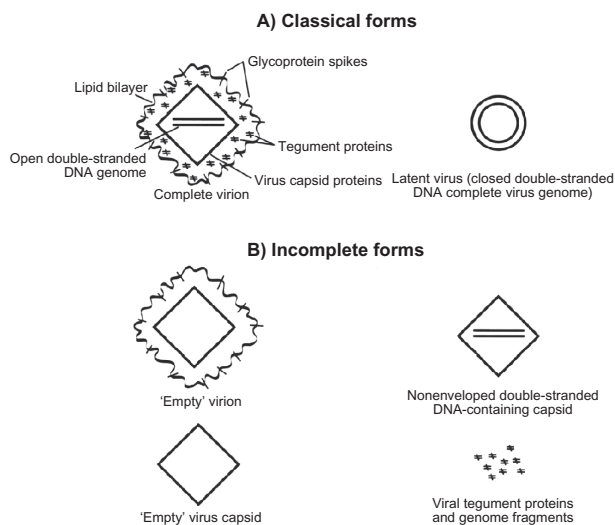 A) Classical forms
Glycoprotein spikes
Lipid bilayer
Open double-stranded
DNA genome
Tegument proteins
Virus capsid proteins
Complete virion
Latent virus (closed double-stranded
DNA complete virus genome)
B) Incomplete forms
‘Empty’ virion
Nonenveloped double-stranded
DNA-containing capsid
‘Empty’ virus capsid
Viral tegument proteins
and genome fragments